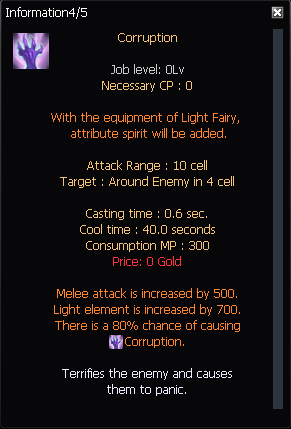 Information4/5
Corruption
Job level: 0Lv
Necessary CP : 0
With the equipment of Light Fairy,
attribute spirit will be added.
Attack Range : 10 cell
Target : Around Enemy in 4 cell
Casting time : 0.6 sec.
Cool time : 40.0 seconds
Consumption MP : 300
Price: 0 Gold
Melee attack is increased by 500.
Light element is increased by 700.
There is a 80% chance of causing
Corruption.
Terrifies the enemy and causes
them to panic.